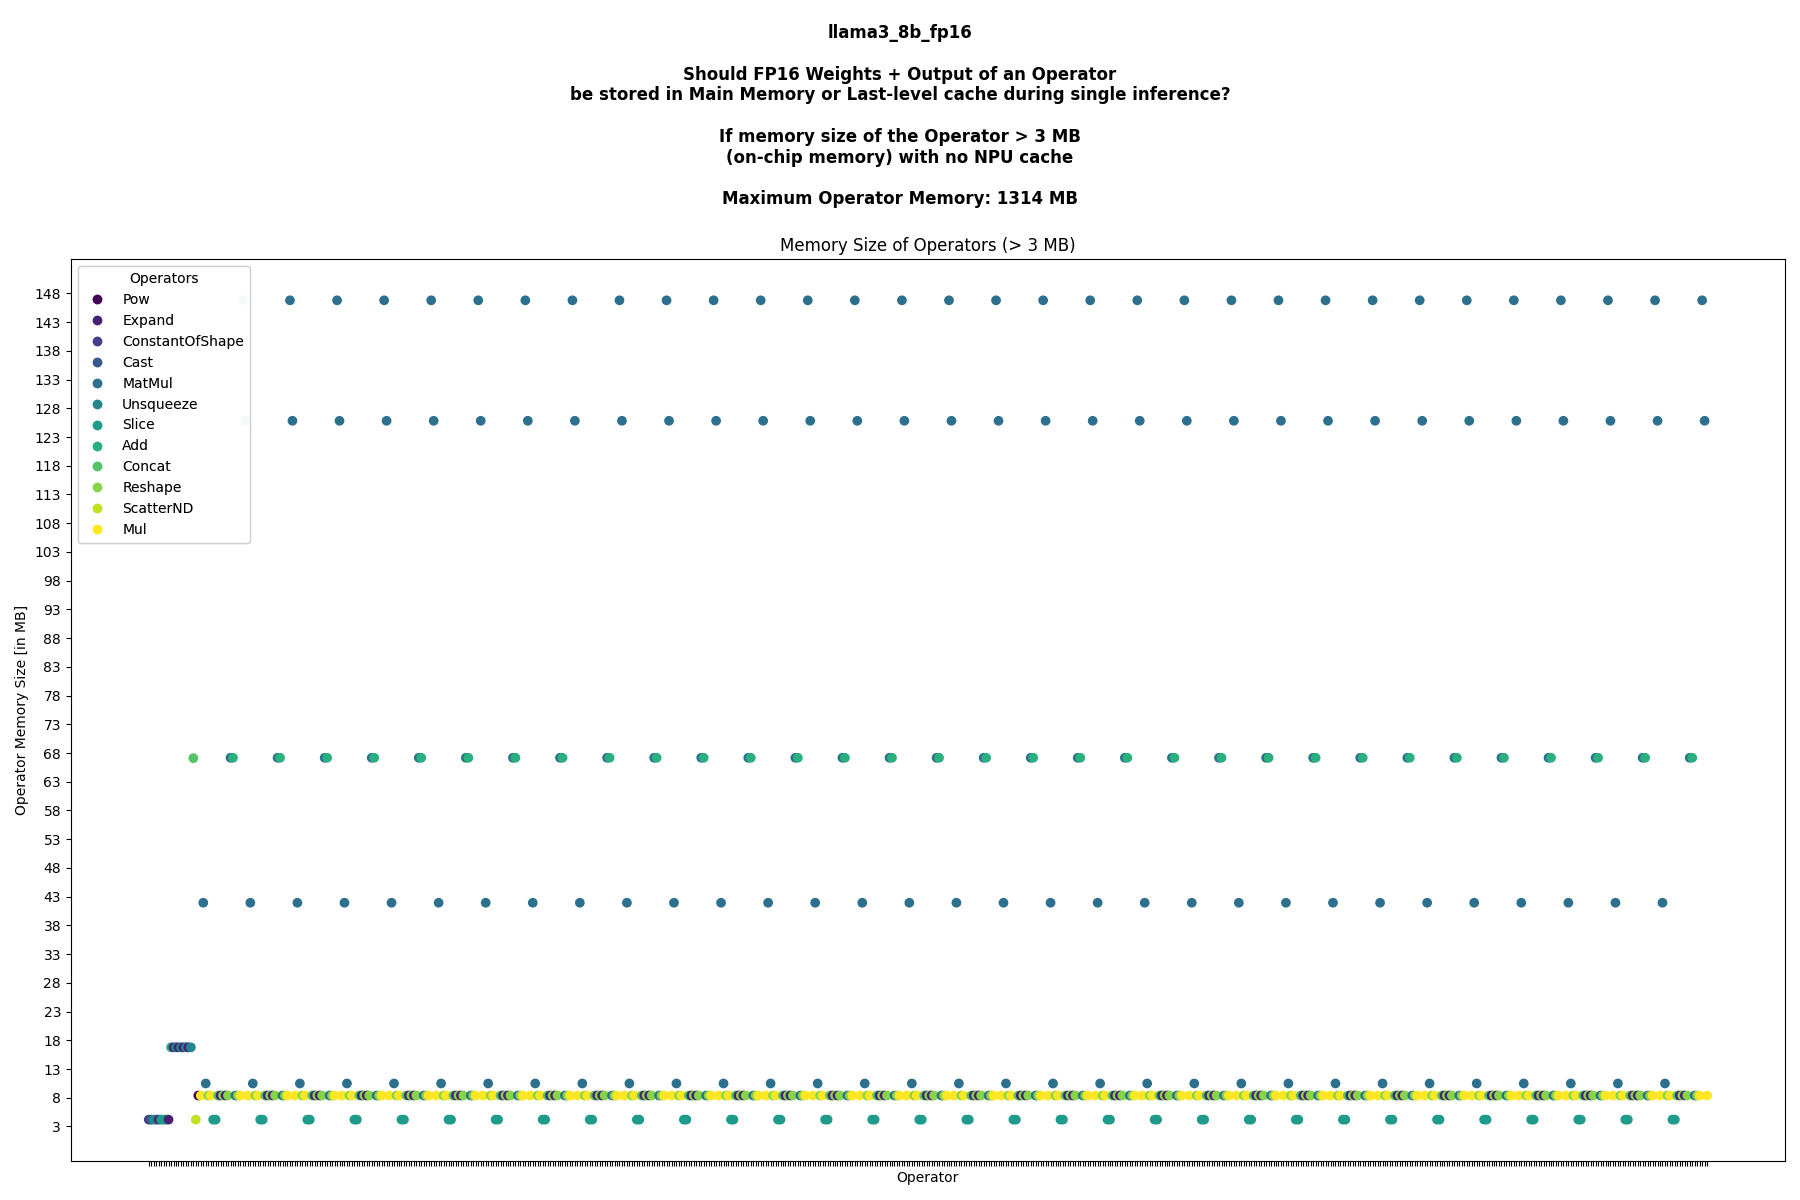 llama3_8b_fp16
Should FP16 Weights + Output of an Operator
be stored in Main Memory or Last-level cache during single inference?
If memory size of the Operator > 3 MB
(on-chip memory) with no NPU cache
Maximum Operator Memory: 1314 MB
Memory Size of Operators (> 3 MB)
Operators
Pow
Expand
ConstantOfShape
Cast
MatMul
Unsqueeze
Slice
Add
Concat
Reshape
ScatterND
Mul
Operator Memory Size [in MB]
148
143
138
133
128
123
118
113
108
103
98
93
88
83
78
73
68
63
58
53
48
43
38
33
28
23
18
13
8
3
Operator